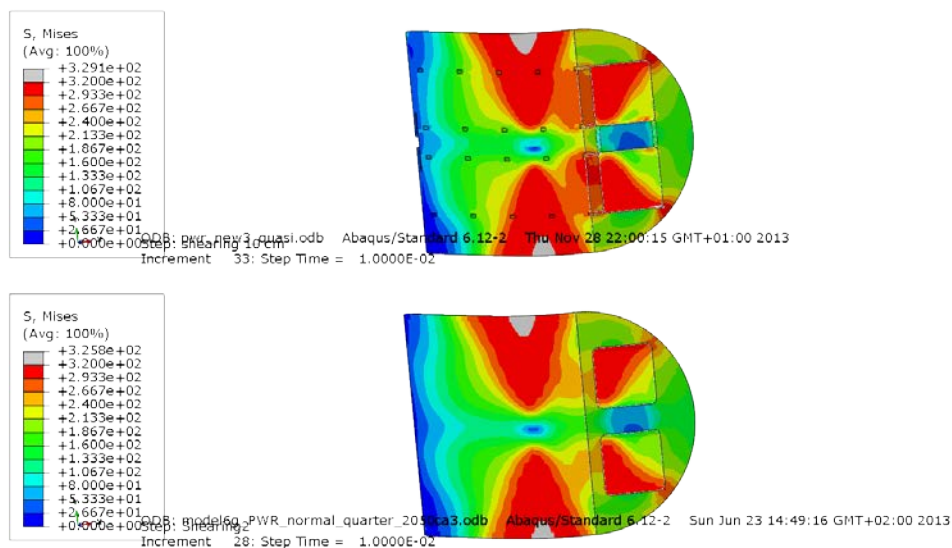 S, Mises
(Avg: 100%)
+3.291e+02
+3.200e+02
+2.933e+02
+2.667e+02
+2.400e+02
+2.133e+02
+1.867e+02
+1.600e+02
+1.333e+02
+1.067e+02
+8.000e+01
+5.333e+01
+2.667e+01
+0.000e+00
ODB: pwr_new3_quasi.odb Abaqus/Standard 6.12-2 Thu Nov 28 22:00:15 GMT+01:00 2013
Step: Shearing 10 cm
Increment 33: Step Time = 1.0000E-02
S, Mises
(Avg: 100%)
+3.258e+02
+3.200e+02
+2.933e+02
+2.667e+02
+2.400e+02
+2.133e+02
+1.867e+02
+1.600e+02
+1.333e+02
+1.067e+02
+8.000e+01
+5.333e+01
+2.667e+01
+0.000e+00
Abaqus/Standard 6.12-2 Sun Jun 23 14:49:16 GMT+02:00 2013
Step: Shearing2
Increment 28: Step Time = 1.0000E-02